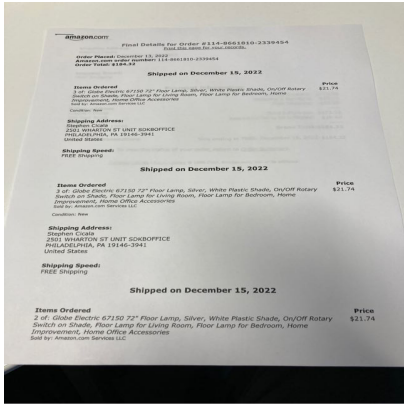 amazon.com
Final Details for Order #114-8661810-2339454
Print this page for your records.
Order Placed: December 13, 2022
Amazon.com order number: 114-8661810-2339454
Order Total: $184.52
Shipped on December 15, 2022
Items Ordered Price
of: Globe Electric 67150 72" Floor Lamp, Silver, White Plastic Shade, On/Off Rotary $21.74
Switch on Shade, Floor Lamp for Living Room, Floor Lamp for Bedroom, Home
Improvement, Home Office Accessories
Sold by: Amazon.com Services LLC
Condition: New
Shipping Address:
Stephen Cicala
2501 WHARTON ST UNIT SDKBOFFICE
PHILADELPHIA, PA 19146-3941
United States
Shipping Speed:
FREE Shipping
Shipped on December 15, 2022
Items Ordered Price
3 of: Globe Electric 67150 72" Floor Lamp, Silver, White Plastic Shade, On/Off Rotary $21.74
Switch on Shade, Floor Lamp for Living Room, Floor Lamp for Bedroom, Home
Improvement, Home Office Accessories
Sold by: Amazon.com Services LLC
Condition: New
Shipping Address:
Stephen Cicala
2501 WHARTON ST UNIT SDKBOFFICE
PHILADELPHIA, PA 19146-3941
United States
Shipping Speed:
FREE Shipping
Shipped on December 15, 2022
Items Ordered Price
2 of: Globe Electric 67150 72" Floor Lamp, Silver, White Plastic Shade, On/Off Rotary $21.74
Switch on Shade, Floor Lamp for Living Room, Floor Lamp for Bedroom, Home
Improvement, Home Office Accessories
Sold by: Amazon.com Services LLC